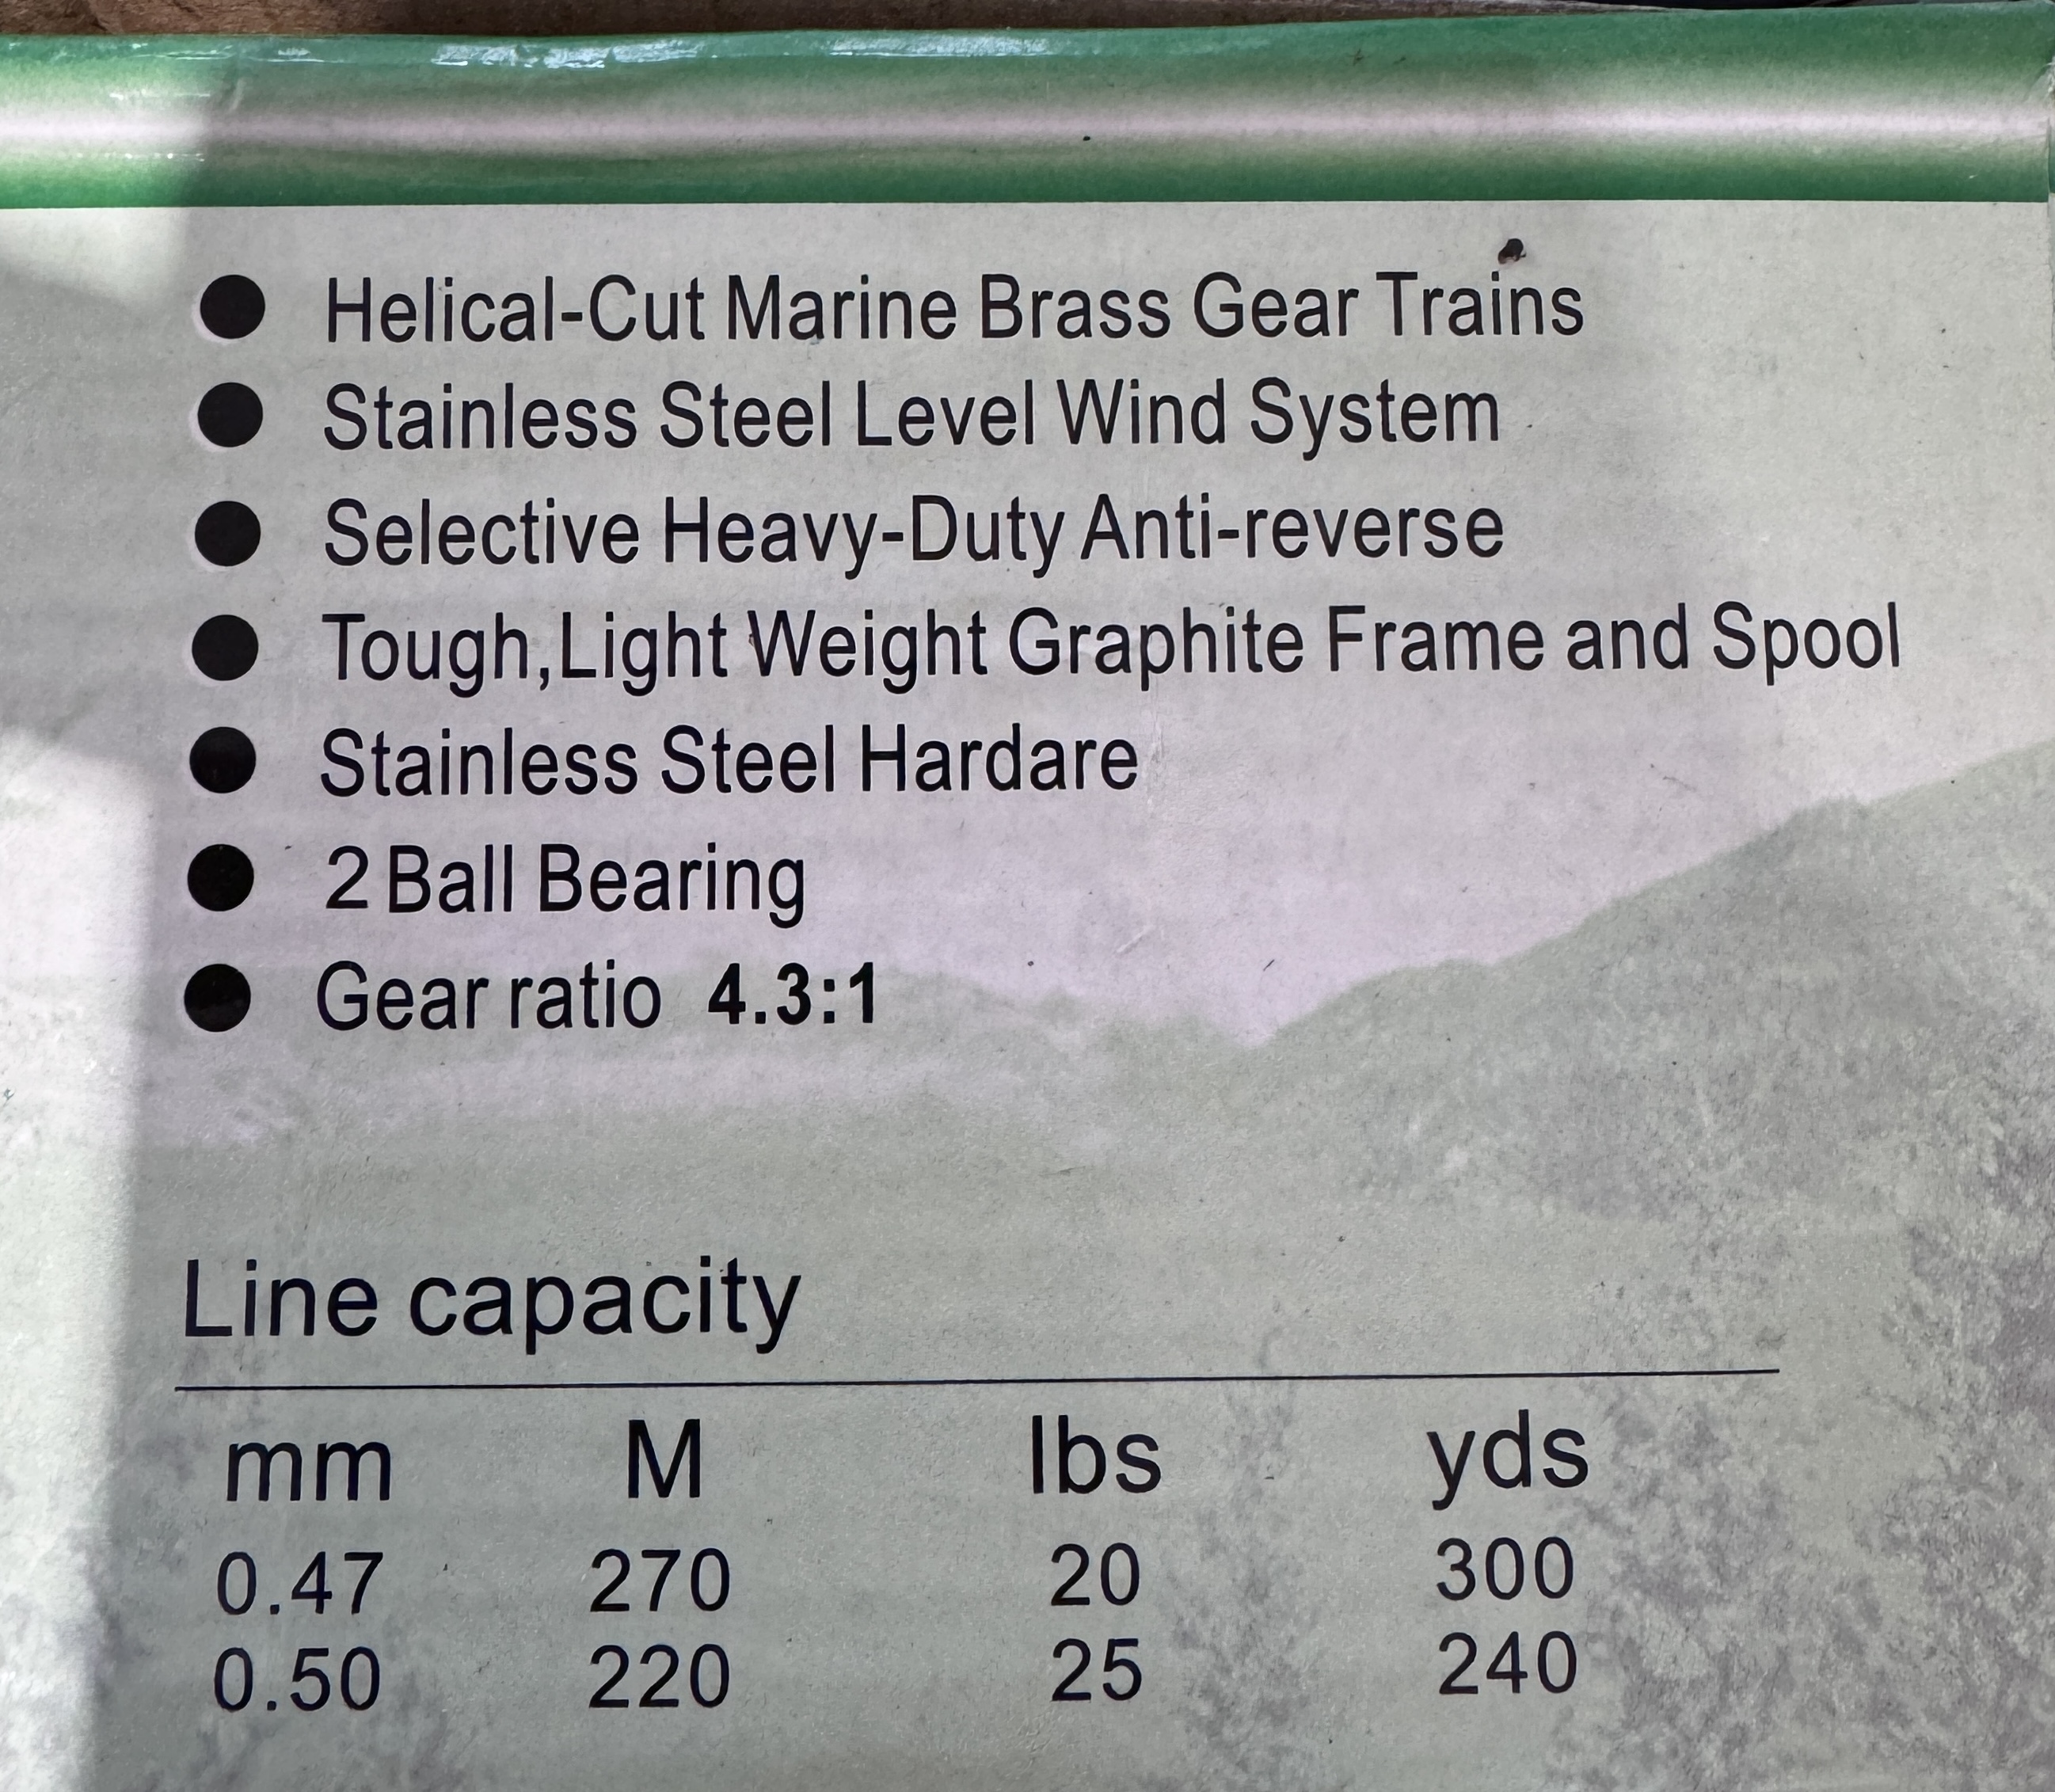 ● Helical-Cut Marine Brass Gear Trains
● Stainless Steel Level Wind System
● Selective Heavy-Duty Anti-reverse
● Tough,Light Weight Graphite Frame and Spool
● Stainless Steel Hardare
● 2 Ball Bearing
● Gear ratio 4.3:1
Line capacity
mm M lbs yds
0.47 270 20 300
0.50 220 25 240